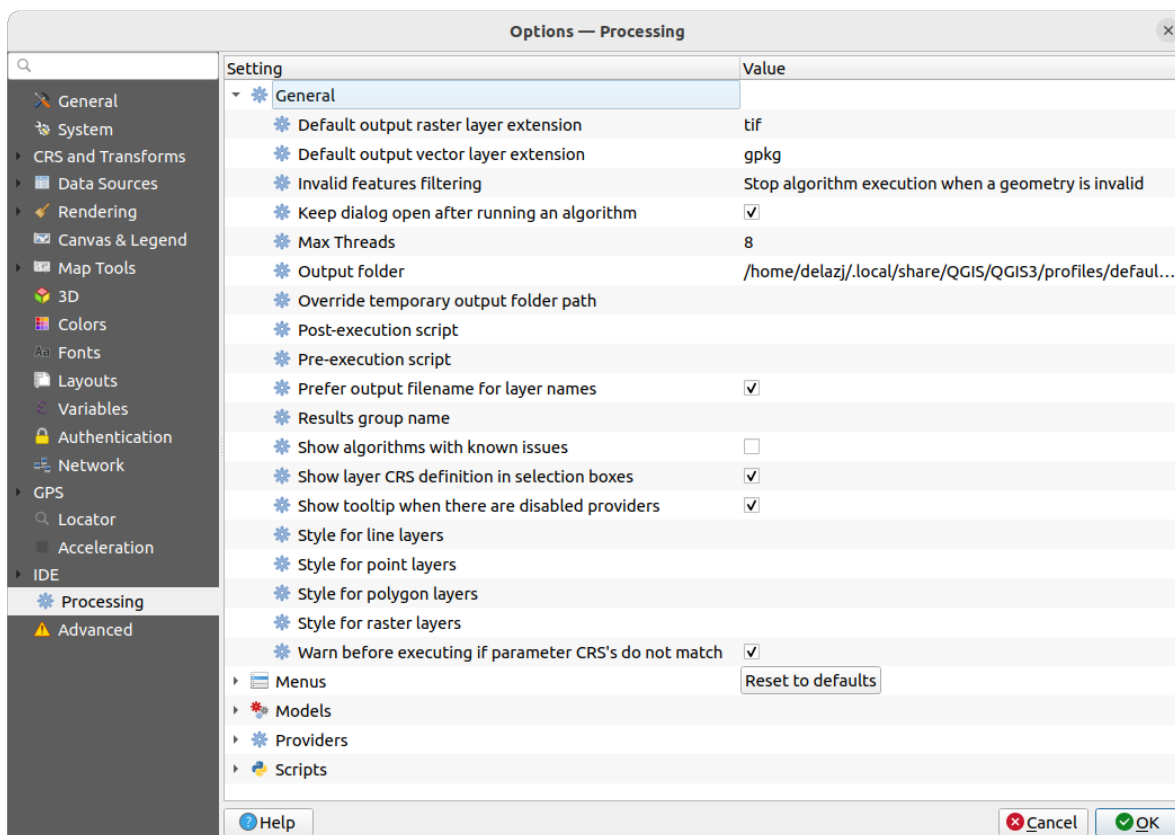 Options — Processing
General
System
CRS and Transforms
Data Sources
Rendering
Canvas & Legend
Map Tools
3D
Colors
Aa Fonts
Layouts
Variables
Authentication
Network
GPS
Locator
Acceleration
IDE
Processing
Advanced
Setting Value
General
Default output raster layer extension tif
Default output vector layer extension gpkg
Invalid features filtering Stop algorithm execution when a geometry is invalid
Keep dialog open after running an algorithm
Max Threads 8
Output folder /home/delazj/.local/share/QGIS/QGIS3/profiles/defaul...
Override temporary output folder path
Post-execution script
Pre-execution script
Prefer output filename for layer names
Results group name
Show algorithms with known issues
Show layer CRS definition in selection boxes
Show tooltip when there are disabled providers
Style for line layers
Style for point layers
Style for polygon layers
Style for raster layers
Warn before executing if parameter CRS's do not match
Menus Reset to defaults
Models
Providers
Scripts
Help Cancel OK